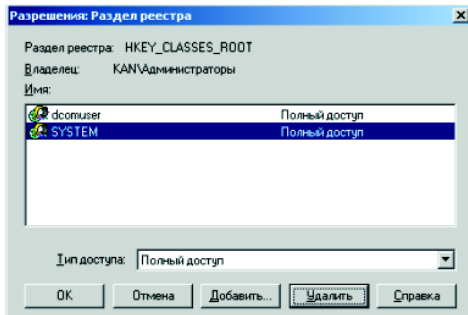 Разрешения: Раздел реестра
Раздел реестра: HKEY_CLASSES_ROOT
Владелец: KAN\Администраторы
Имя:
dcomuser Полный доступ
SYSTEM Полный доступ
Тип доступа: Полный доступ
OK Отмена Добавить... Удалить Справка